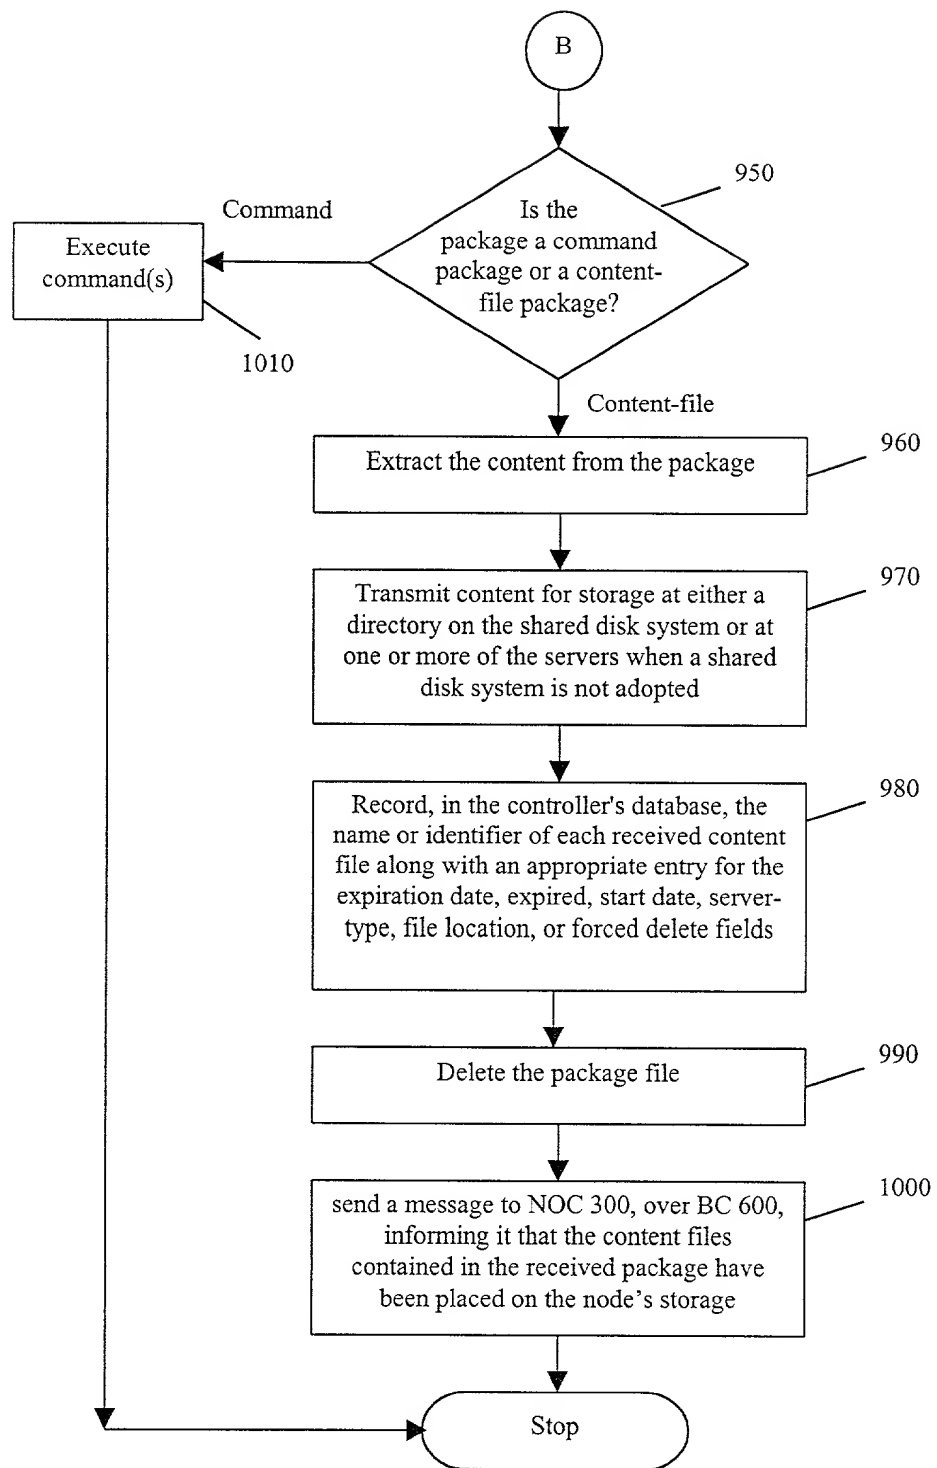 B
950
Is the
package a command
package or a content-
file package?
Command
Execute
command(s)
1010
Content-file
960
Extract the content from the package
970
Transmit content for storage at either a
directory on the shared disk system or at
one or more of the servers when a shared
disk system is not adopted
980
Record, in the controller's database, the
name or identifier of each received content
file along with an appropriate entry for the
expiration date, expired, start date, server-
type, file location, or forced delete fields
990
Delete the package file
1000
send a message to NOC 300, over BC 600,
informing it that the content files
contained in the received package have
been placed on the node’s storage
Stop